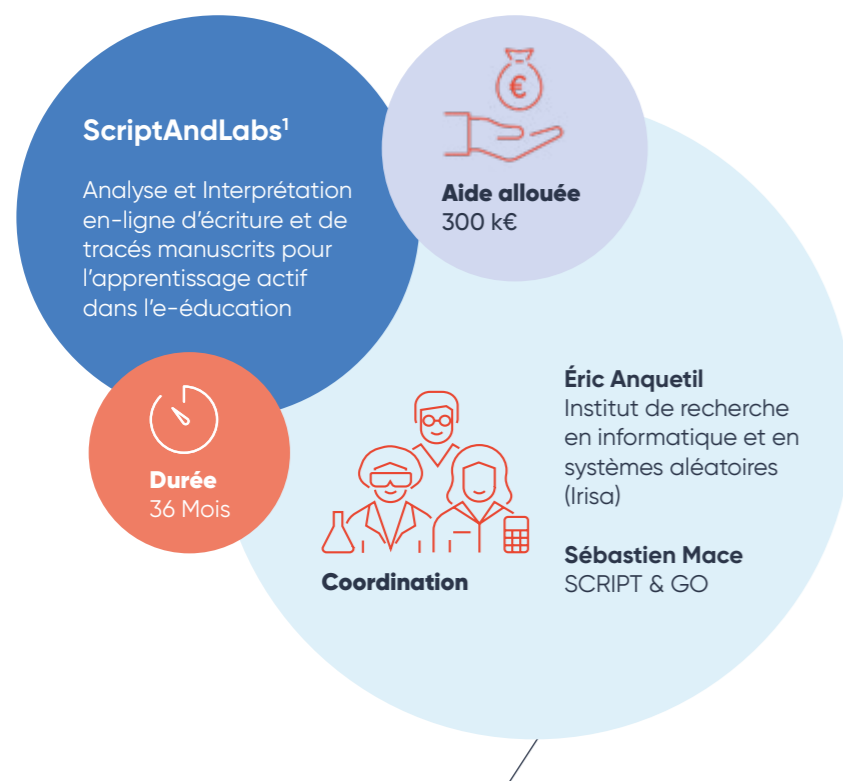 ScriptAndLabs¹
Analyse et Interprétation
en-ligne d’écriture et de
tracés manuscrits pour
l’apprentissage actif
dans l’e-éducation
€
Aide allouée
300 k€
Durée
36 Mois
Coordination
Éric Anquetil
Institut de recherche
en informatique et en
systèmes aléatoires
(Irisa)
Sébastien Mace
SCRIPT & GO